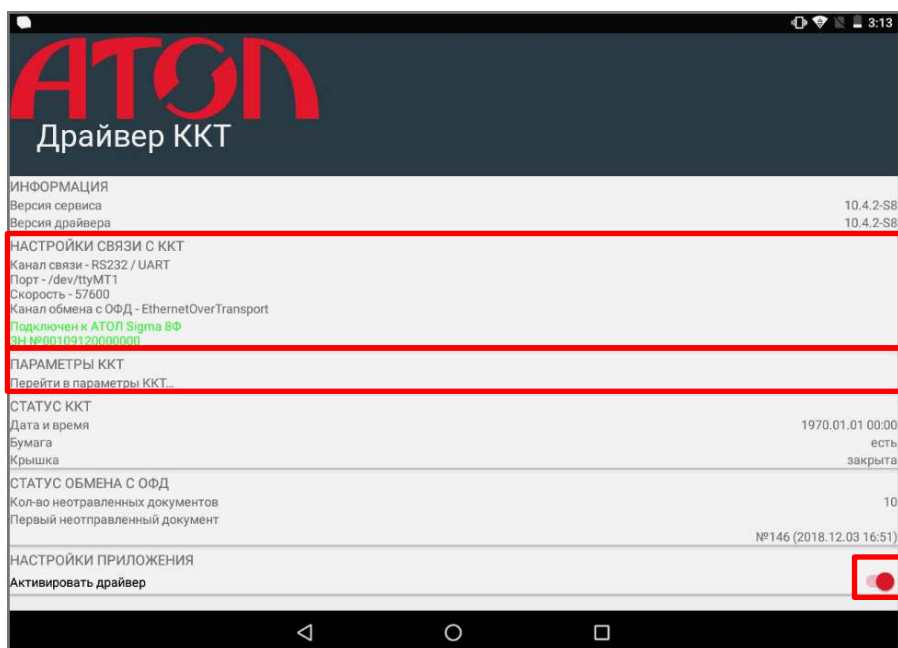 3:13
АТОЛ
Драйвер ККТ
ИНФОРМАЦИЯ
Версия сервиса 10.4.2-S8
Версия драйвера 10.4.2-S8
НАСТРОЙКИ СВЯЗИ С ККТ
Канал связи - RS232 / UART
Порт - /dev/ttyMT1
Скорость - 57600
Канал обмена с ОФД - EthernetOverTransport
Подключен к АТОЛ Sigma 8Ф
ЗН №00109120000000
ПАРАМЕТРЫ ККТ
Перейти в параметры ККТ...
СТАТУС ККТ
Дата и время 1970.01.01 00:00
Бумага есть
Крышка закрыта
СТАТУС ОБМЕНА С ОФД
Кол-во неотравленных документов 10
Первый неотправленный документ
№146 (2018.12.03 16:51)
НАСТРОЙКИ ПРИЛОЖЕНИЯ
Активировать драйвер